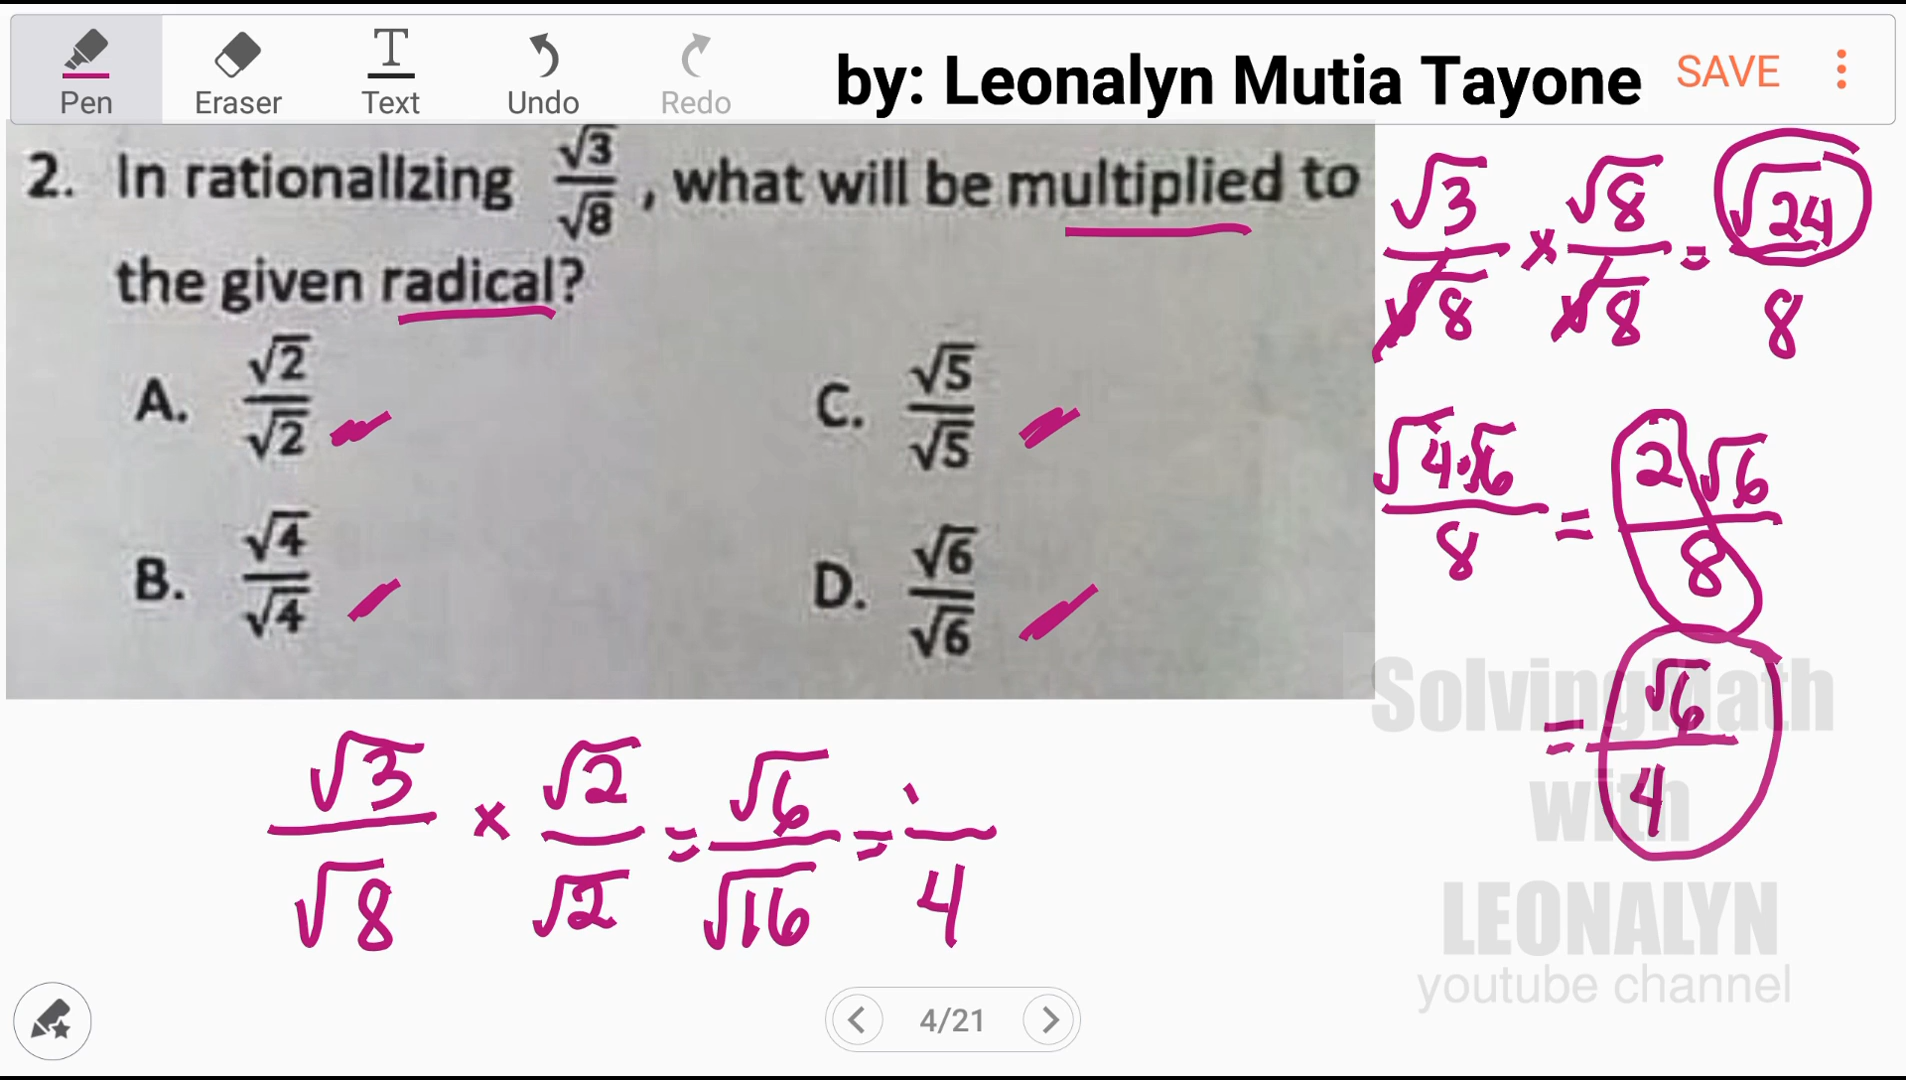 Pen Eraser Text Undo Redo by: Leonalyn Mutia Tayone SAVE
2. In rationalizing √3/√8, what will be multiplied to
the given radical?
A. √2/√2
B. √4/√4
C. √5/√5
D. √6/√6
√3/√8 × √8/√8 = √24/8
√4·√6/8 = 2√6/8
= √6/4
√3/√8 × √2/√2 = √6/√16 = /4
Solving Math
with
LEONALYN
youtube channel
4/21